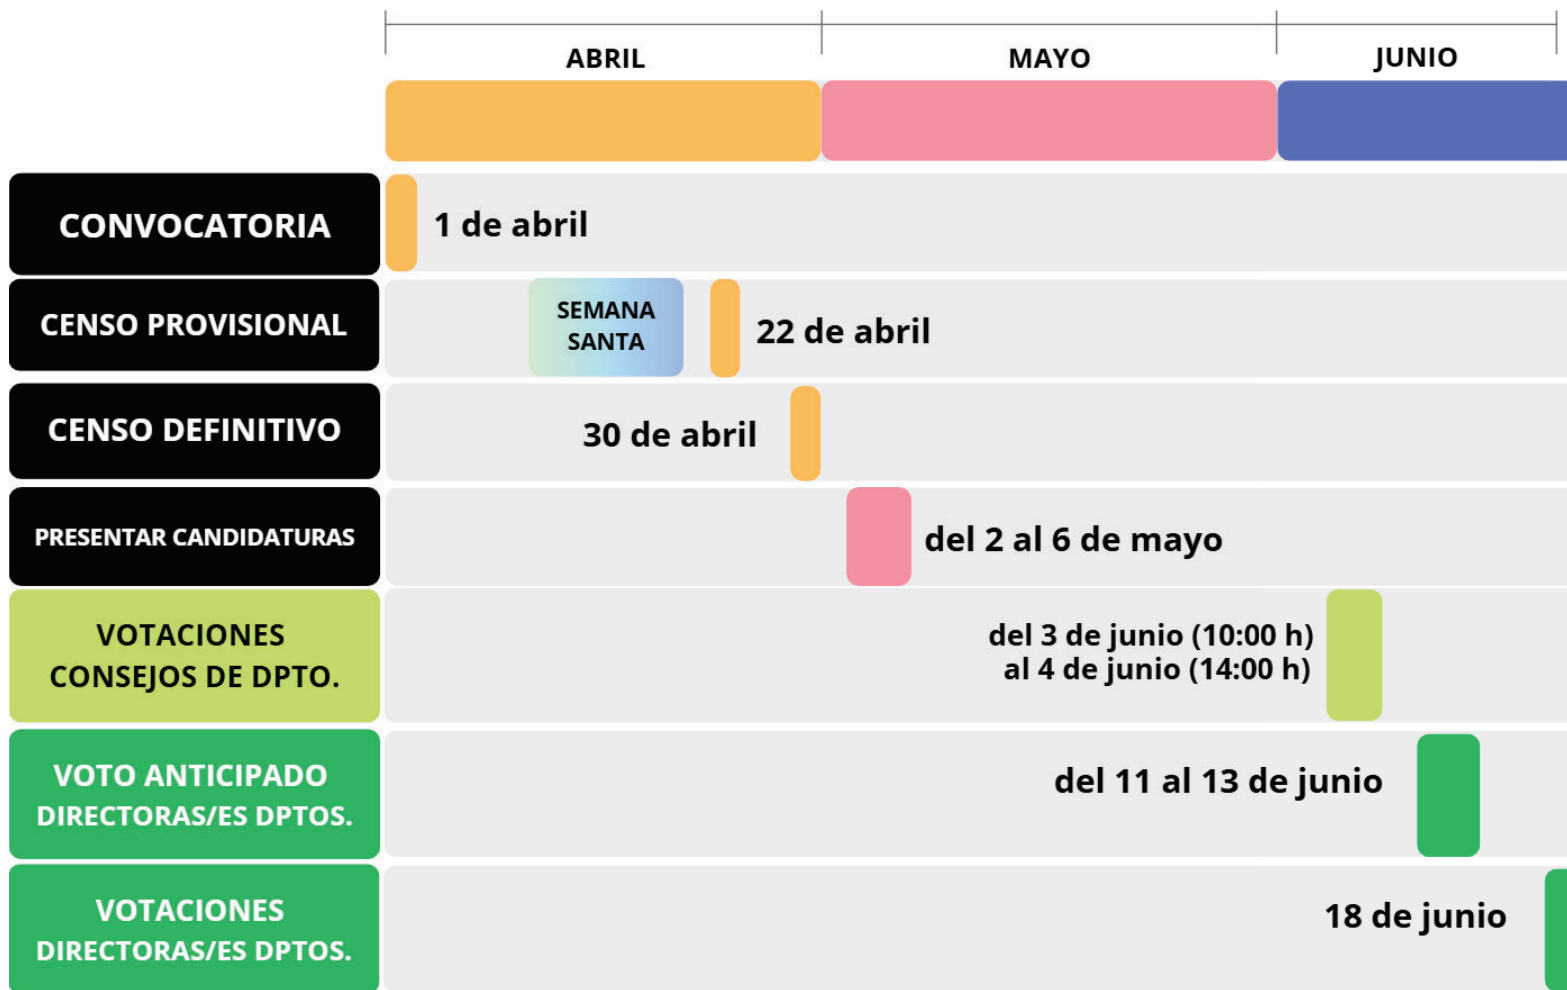 ABRIL MAYO JUNIO
CONVOCATORIA
1 de abril
CENSO PROVISIONAL
SEMANA
SANTA
22 de abril
CENSO DEFINITIVO
30 de abril
PRESENTAR CANDIDATURAS
del 2 al 6 de mayo
VOTACIONES
CONSEJOS DE DPTO.
del 3 de junio (10:00 h)
al 4 de junio (14:00 h)
VOTO ANTICIPADO
DIRECTORAS/ES DPTOS.
del 11 al 13 de junio
VOTACIONES
DIRECTORAS/ES DPTOS.
18 de junio